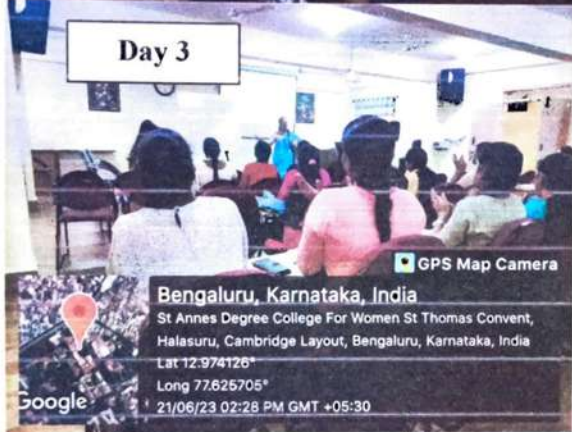 Day 3
GPS Map Camera
Bengaluru, Karnataka, India
St Annes Degree College For Women St Thomas Convent,
Halasuru, Cambridge Layout, Bengaluru, Karnataka, India
Lat 12.974126°
Long 77.625705°
21/06/23 02:28 PM GMT +05:30
Google